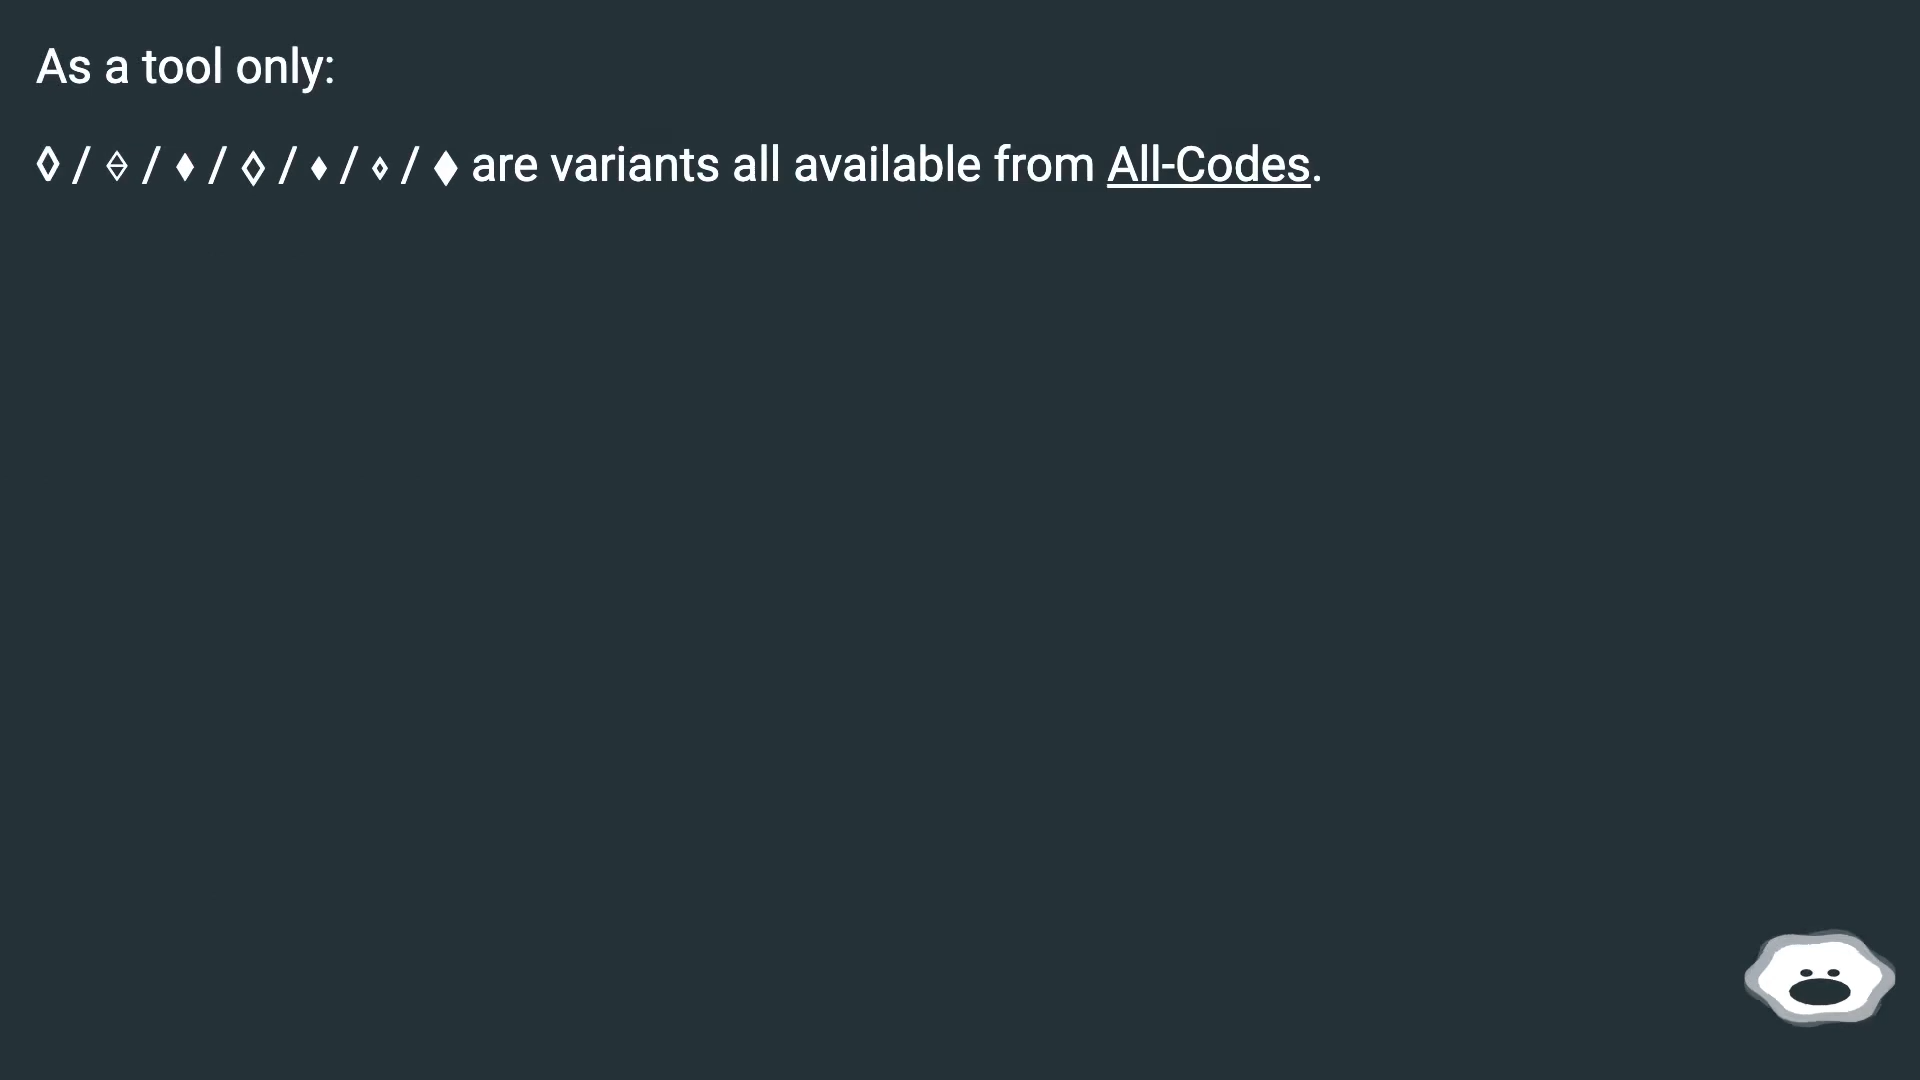 As a tool only:
◊ / ⟠ / ⬧ / ⬨ / ⬩ / ⋄ / ⧫ are variants all available from All-Codes.